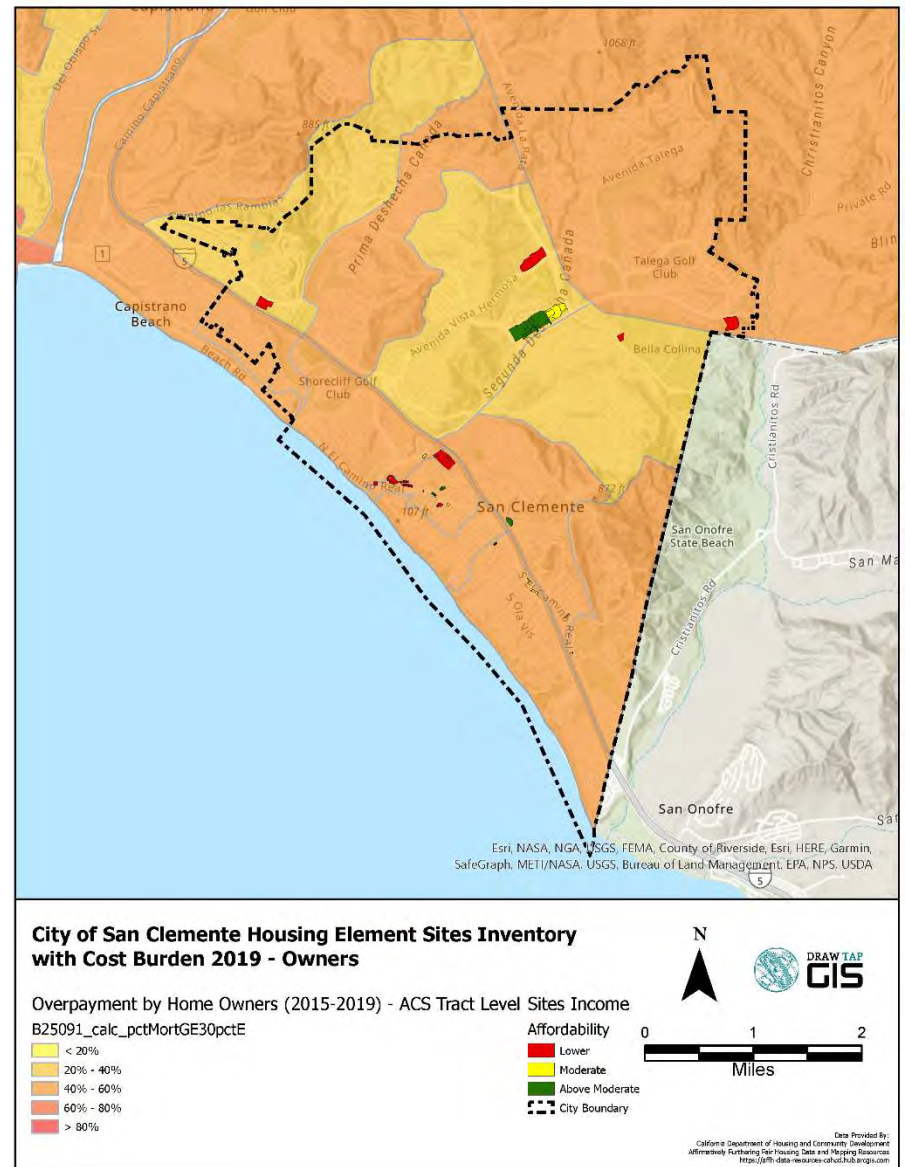 Capistrano
Golf Club
Del Obispo St
Camino Capistrano
1068 ft
Christianitos Canyon
Avenida La Pata
885 ft
Prima Deshecha Cañada
Avenida Talega
Private Rd
Camino las Ramblas
1
5
Talega Golf
Club
Capistrano
Beach
Avenida Vista Hermosa
Segunda Deshecha Cañada
Bella Collina
Beach Rd
Shorecliff Golf
Club
Cristianitos Rd
N El Camino Real
107 ft
San Clemente
872 ft
San Onofre
State Beach
San Ma
S El Camino Real
S Ola Vis
Cristianitos Rd
San Onofre
San
5
Esri, NASA, NGA, USGS, FEMA, County of Riverside, Esri, HERE, Garmin,
SafeGraph, METI/NASA, USGS, Bureau of Land Management, EPA, NPS, USDA
City of San Clemente Housing Element Sites Inventory
with Cost Burden 2019 - Owners
N
DRAW TAP
GIS
Overpayment by Home Owners (2015-2019) - ACS Tract Level Sites Income
B25091_calc_pctMortGE30pctE
< 20%
20% - 40%
40% - 60%
60% - 80%
> 80%
Affordability
Lower
Moderate
Above Moderate
City Boundary
0 1 2
Miles
Data Provided By:
California Department of Housing and Community Development
Affirmatively Furthering Fair Housing Data and Mapping Resources
https://affh-data-resources-cahcd.hub.arcgis.com